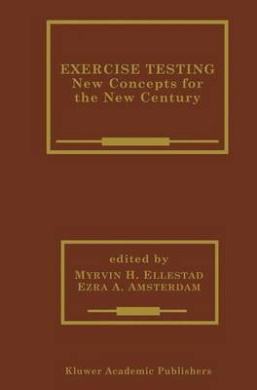 EXERCISE TESTING
New Concepts for
the New Century
edited by
MYRVIN H. ELLESTAD
EZRA A. AMSTERDAM
Kluwer Academic Publishers